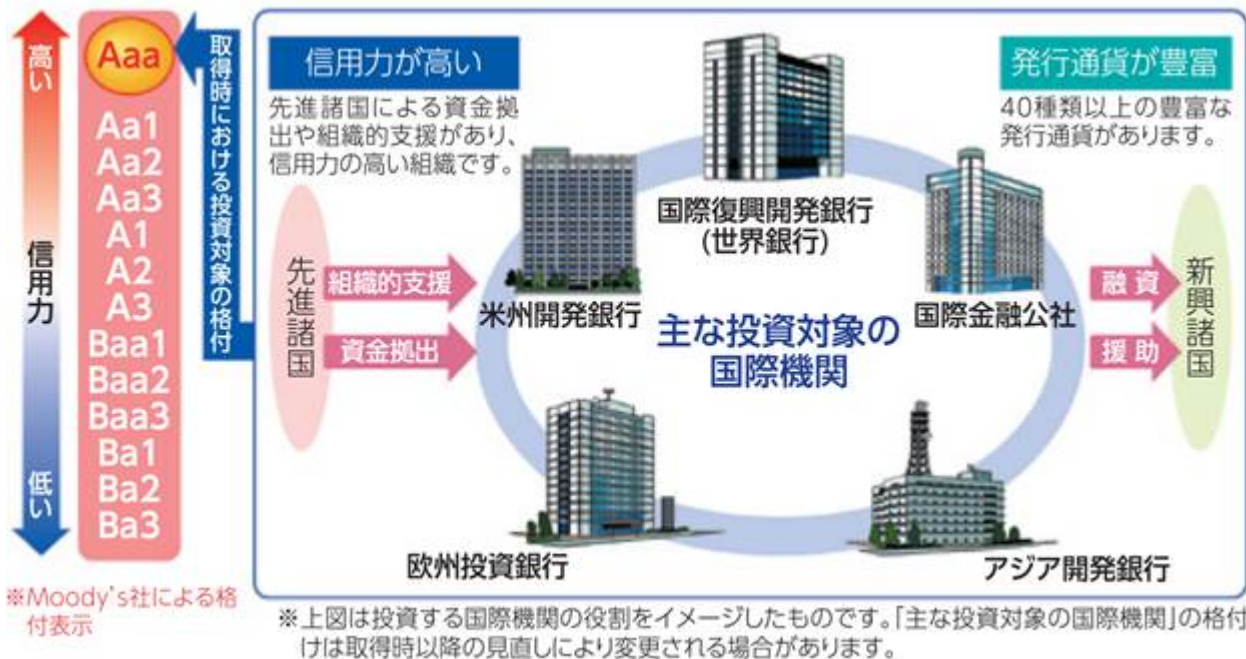 高い
信用力
低い
Aaa
Aa1
Aa2
Aa3
A1
A2
A3
Baa1
Baa2
Baa3
Ba1
Ba2
Ba3
※Moody's社による格
付表示
取得時における投資対象の格付
信用力が高い
先進諸国による資金拠
出や組織的支援があり、
信用力の高い組織です。
発行通貨が豊富
40種類以上の豊富な
発行通貨があります。
先進諸国
組織的支援
資金拠出
国際復興開発銀行
(世界銀行)
米州開発銀行
国際金融公社
主な投資対象の
国際機関
欧州投資銀行
アジア開発銀行
融資
援助
新興諸国
※上図は投資する国際機関の役割をイメージしたものです。「主な投資対象の国際機関」の格付
けは取得時以降の見直しにより変更される場合があります。